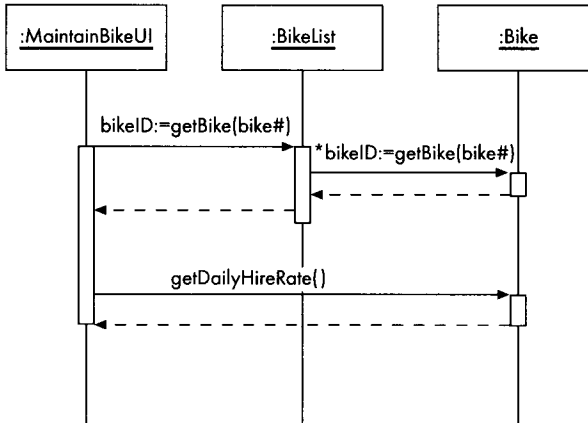 :MaintainBikeUI
:BikeList
:Bike
bikeID:=getBike(bike#)
*bikeID:=getBike(bike#)
getDailyHireRate()